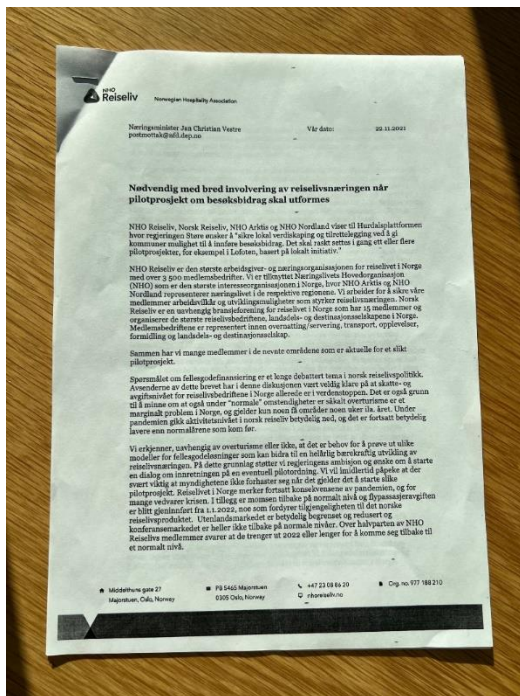 NHO
Reiseliv
Norwegian Hospitality Association
Næringsminister Jan Christian Vestre
postmottak@nfd.dep.no
Vår dato:
22.11.2021
Nødvendig med bred involvering av reiselivsnæringen når
pilotprosjekt om besøksbidrag skal utformes
NHO Reiseliv, Norsk Reiseliv, NHO Arktis og NHO Nordland viser til Hurdalsplattformen
hvor regjeringen Støre ønsker å "sikre lokal verdiskaping og tilrettelegging ved å gi
kommuner mulighet til å innføre besøksbidrag. Det skal raskt settes i gang ett eller flere
pilotprosjekter, for eksempel i Lofoten, basert på lokalt initiativ."
NHO Reiseliv er den største arbeidsgiver- og næringsorganisasjonen for reiselivet i Norge
med over 3 500 medlemsbedrifter. Vi er tilknyttet Næringslivets Hovedorganisasjon
(NHO) som er den største interesseorganisasjonen i Norge, hvor NHO Arktis og NHO
Nordland representerer næringslivet i de respektive regionene. Vi arbeider for å sikre våre
medlemmer arbeidsvilkår og utviklingsmuligheter som styrker reiselivsnæringen. Norsk
Reiseliv er en uavhengig bransjeforening for reiselivet i Norge som har 15 medlemmer og
organiserer de største reiselivsbedriftene, landsdels- og destinasjonsselskapene i Norge.
Medlemsbedriftene er representert innen overnatting/servering, transport, opplevelser,
formidling og landsdels- og destinasjonsselskap.
Sammen har vi mange medlemmer i de nevnte områdene som er aktuelle for et slikt
pilotprosjekt.
Spørsmålet om fellesgodefinansiering er et lenge debattert tema i norsk reiselivspolitikk.
Avsenderne av dette brevet har i denne diskusjonen vært veldig klare på at skatte- og
avgiftsnivået for reiselivsbedriftene i Norge allerede er i verdenstoppen. Det er også grunn
til å minne om at også under "normale" omstendigheter er såkalt overturisme et
marginalt problem i Norge, og gjelder kun noen få områder noen uker ila. året. Under
pandemien gikk aktivitetsnivået i norsk reiseliv betydelig ned, og det er fortsatt betydelig
lavere enn normalårene som kom før.
Vi erkjenner, uavhengig av overturisme eller ikke, at det er behov for å prøve ut ulike
modeller for fellesgodeløsninger som kan bidra til en helårlig bærekraftig utvikling av
reiselivsnæringen. På dette grunnlag støtter vi regjeringens ambisjon og ønske om å starte
en dialog om innretningen på en eventuell pilotordning. Vi vil imidlertid påpeke at det
svært viktig at myndighetene ikke forhaster seg når det gjelder det å starte slike
pilotprosjekt. Reiselivet i Norge merker fortsatt konsekvensene av pandemien, og for
mange vedvarer krisen. I tillegg er momsen tilbake på normalt nivå og flypassasjeravgiften
er blitt gjeninnført fra 1.1.2022, noe som fordyrer tilgjengeligheten til det norske
reiselivsproduktet. Utenlandsmarkedet er betydelig begrenset og redusert og
konferansemarkedet er heller ikke tilbake på normale nivåer. Over halvparten av NHO
Reiselivs medlemmer svarer at de trenger ut 2022 eller lenger for å komme seg tilbake til
et normalt nivå.
Middelthuns gate 27
Majorstuen, Oslo, Norway
PB 5465 Majorstuen
0305 Oslo, Norway
+47 23 08 86 20
nhoreiseliv.no
Org. no. 977 188 210